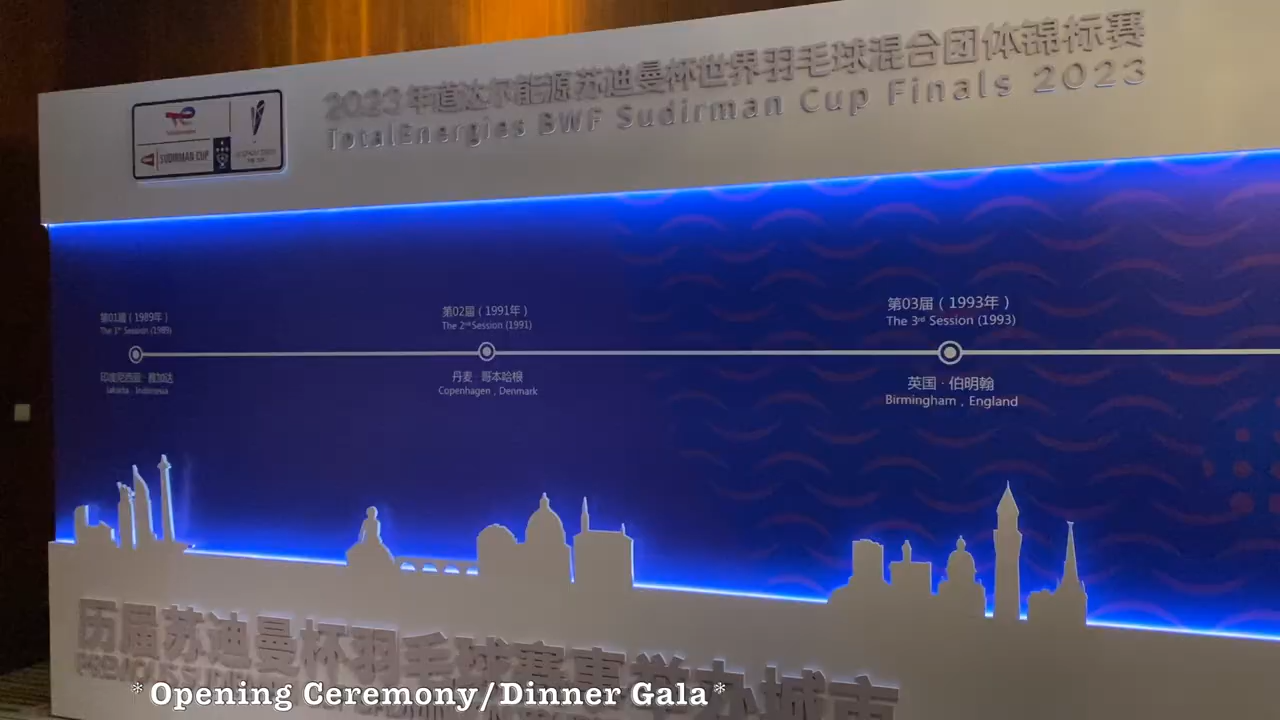 2023年道达尔能源苏迪曼杯世界羽毛球混合团体锦标赛
TotalEnergies BWF Sudirman Cup Finals 2023
TotalEnergies
SUDIRMAN CUP
第01届（1989年）
The 1st Session (1989)
印度尼西亚·雅加达
Jakarta , Indonesia
第02届（1991年）
The 2nd Session (1991)
丹麦·哥本哈根
Copenhagen , Denmark
第03届（1993年）
The 3rd Session (1993)
英国·伯明翰
Birmingham , England
历届苏迪曼杯羽毛球赛事举办城市
*Opening Ceremony/Dinner Gala*